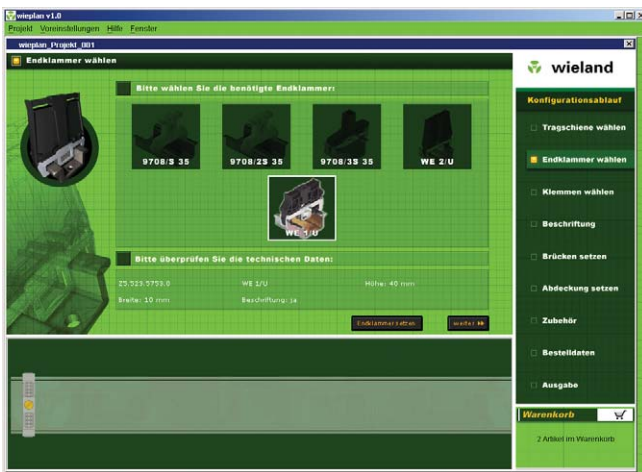 wieplan v1.0
Projekt Voreinstellungen Hilfe Fenster
wieplan_Projekt_001
Endklammer wählen
Bitte wählen Sie die benötigte Endklammer:
9708/S 35
9708/2S 35
9708/3S 35
WE 2/U
WE 1/U
Bitte überprüfen Sie die technischen Daten:
Z5.523.5753.0 WE 1/U Höhe: 40 mm
Breite: 10 mm Beschriftung: ja
Endklammer setzen weiter
wieland
Konfigurationsablauf
Tragschiene wählen
Endklammer wählen
Klemmen wählen
Beschriftung
Brücken setzen
Abdeckung setzen
Zubehör
Bestelldaten
Ausgabe
Warenkorb
2 Artikel im Warenkorb